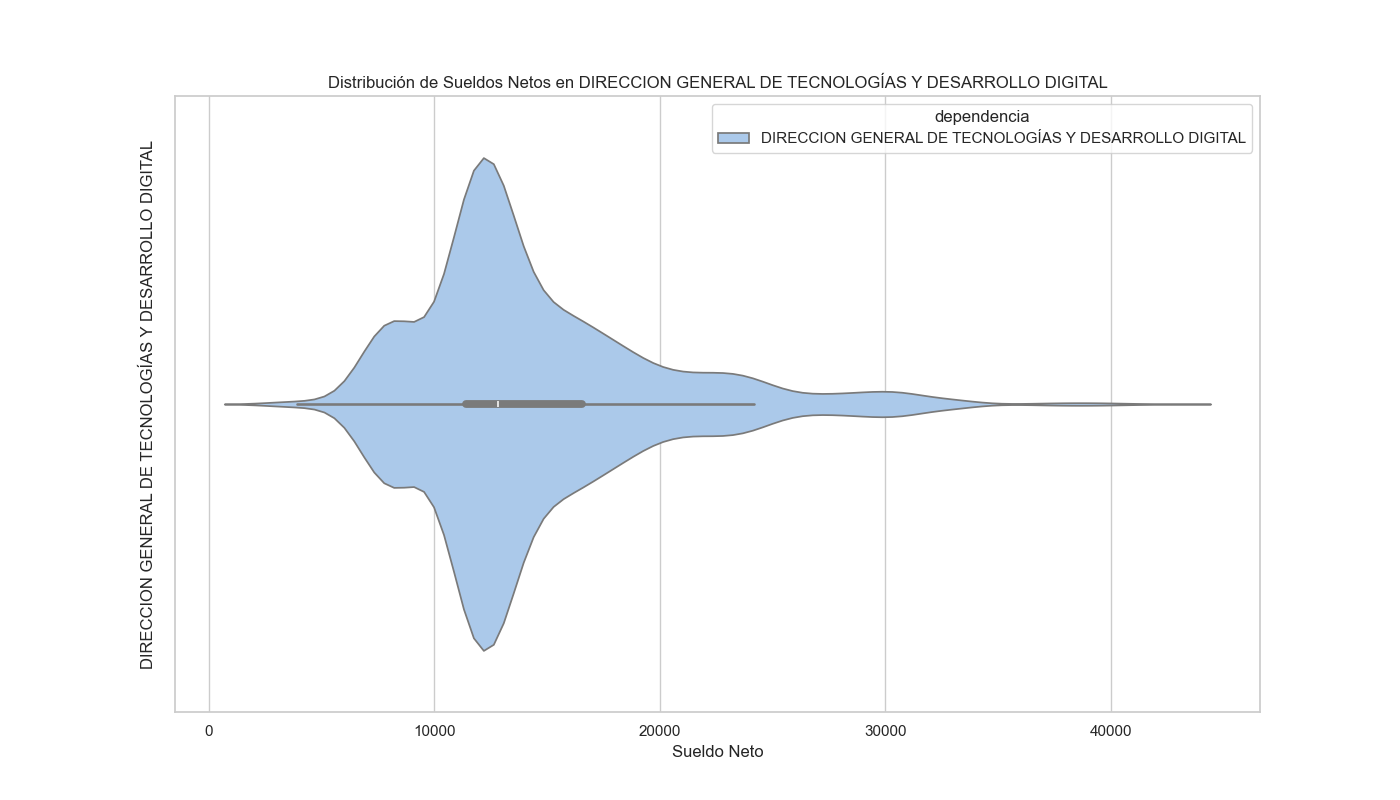 Distribución de Sueldos Netos en DIRECCION GENERAL DE TECNOLOGÍAS Y DESARROLLO DIGITAL
dependencia
DIRECCION GENERAL DE TECNOLOGÍAS Y DESARROLLO DIGITAL
DIRECCION GENERAL DE TECNOLOGÍAS Y DESARROLLO DIGITAL
0 10000 20000 30000 40000
Sueldo Neto